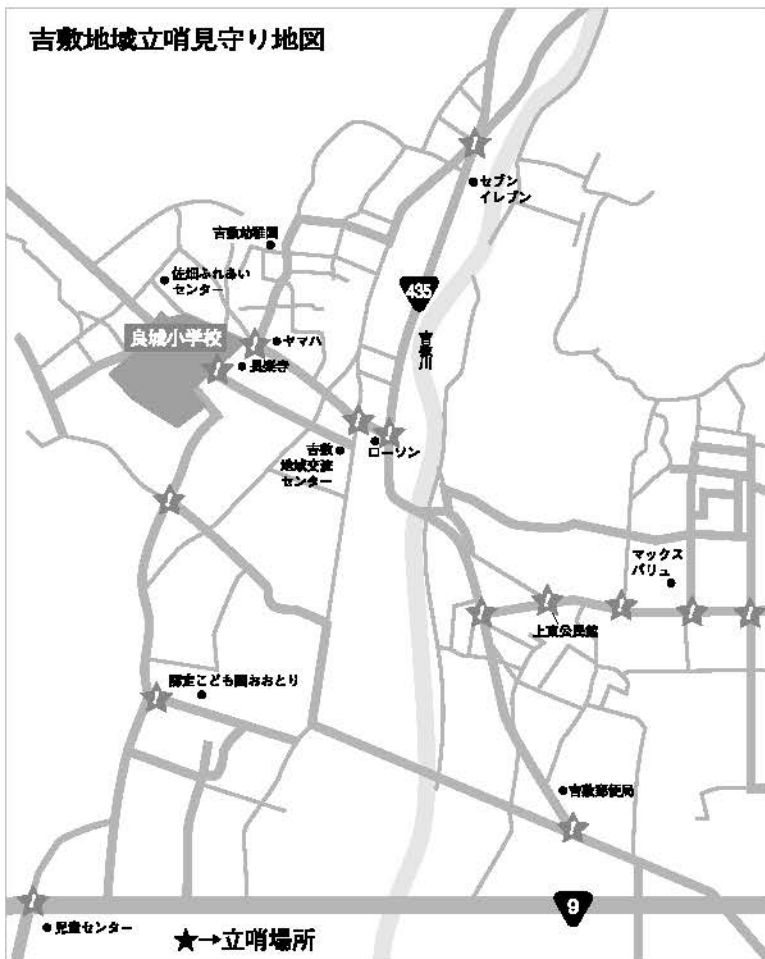 吉敷地域立哨見守り地図
セブン
イレブン
吉敷幼稚園
佐畑ふれあい
センター
435
良城小学校
ヤマハ
吉敷川
長楽寺
ローソン
吉敷
地域交流
センター
マックス
バリュ
上東公民館
認定こども園おおとり
吉敷郵便局
9
児童センター
★→立哨場所